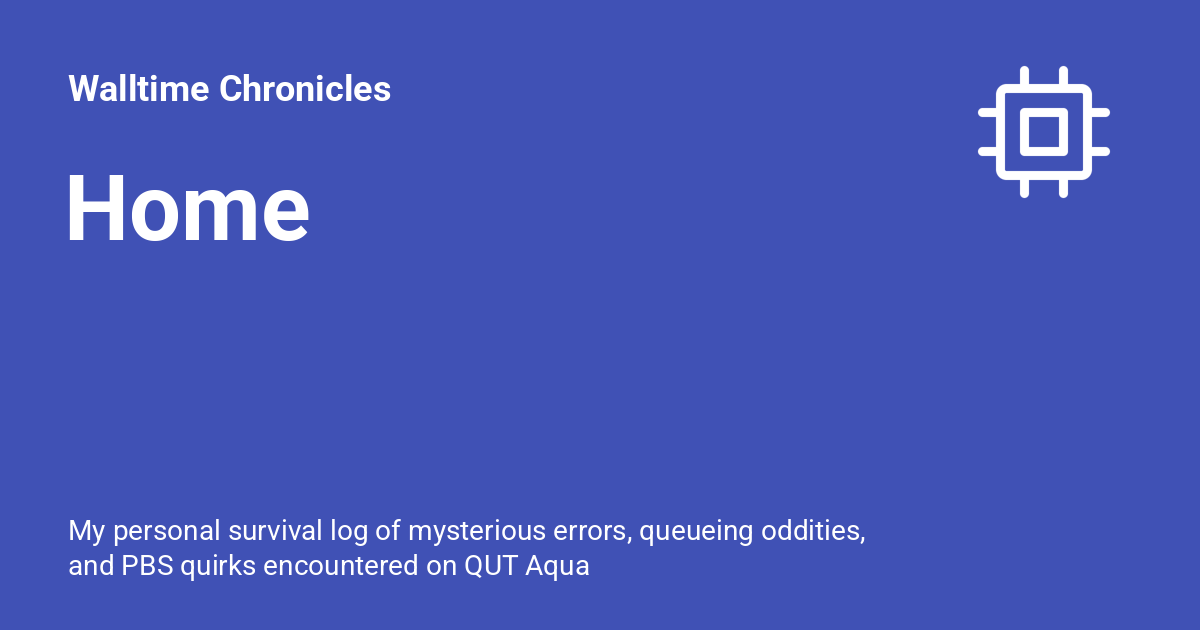 Walltime Chronicles
Home
My personal survival log of mysterious errors, queueing oddities,
and PBS quirks encountered on QUT Aqua